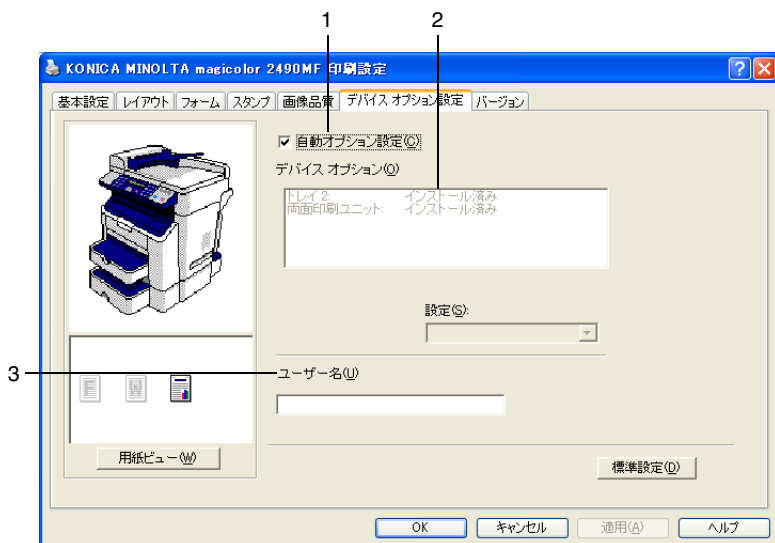 1 2
KONICA MINOLTA magicolor 2490MF 印刷設定
基本設定 レイアウト フォーム スタンプ 画像品質 デバイス オプション設定 バージョン
自動オプション設定(C)
デバイス オプション(O)
トレイ 2: インストール済み
両面印刷ユニット: インストール済み
設定(S):
3
ユーザー名(U)
用紙ビュー(W)
標準設定(D)
OK キャンセル 適用(A) ヘルプ